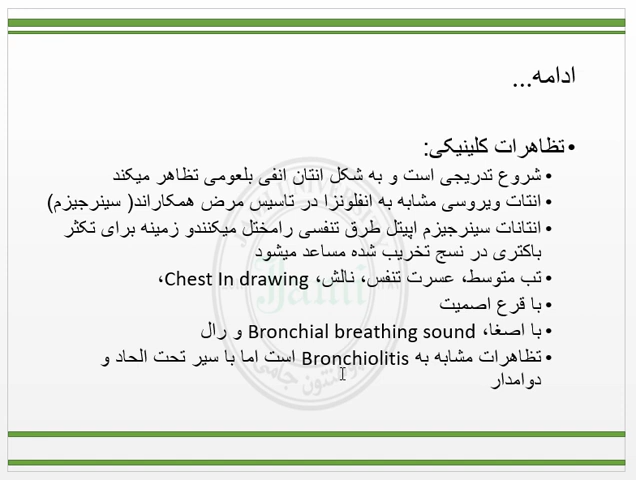 ادامه...
• تظاهرات کلینیکی:
• شروع تدریجی است و به شکل انتان انفی بلعومی تظاهر میکند
• انتات ویروسی مشابه به انفلونزا در تاسیس مرض همکاراند( سینرجیزم)
• انتانات سینرجیزم اپیتل طرق تنفسی رامختل میکنندو زمینه برای تکثر
باکتری در نسج تخریب شده مساعد میشود
• تب متوسط، عسرت تنفس، نالش، Chest In drawing،
• با قرع اصمیت
• با اصغا، Bronchial breathing sound و رال
• تظاهرات مشابه به Bronchiolitis است اما با سیر تحت الحاد و
دوامدار
Jami
پوهنتون جامی